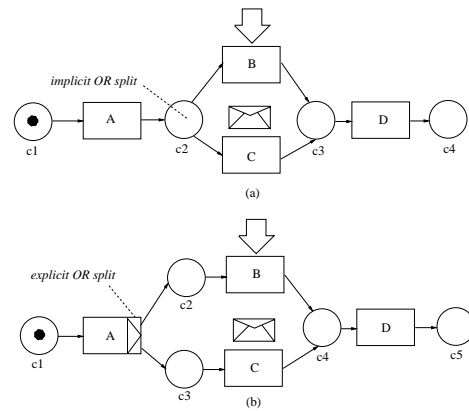 B
implicit OR split
A
D
c1
c2
c3
c4
C
(a)
explicit OR split
c2
B
A
D
c1
c4
c5
C
c3
(b)